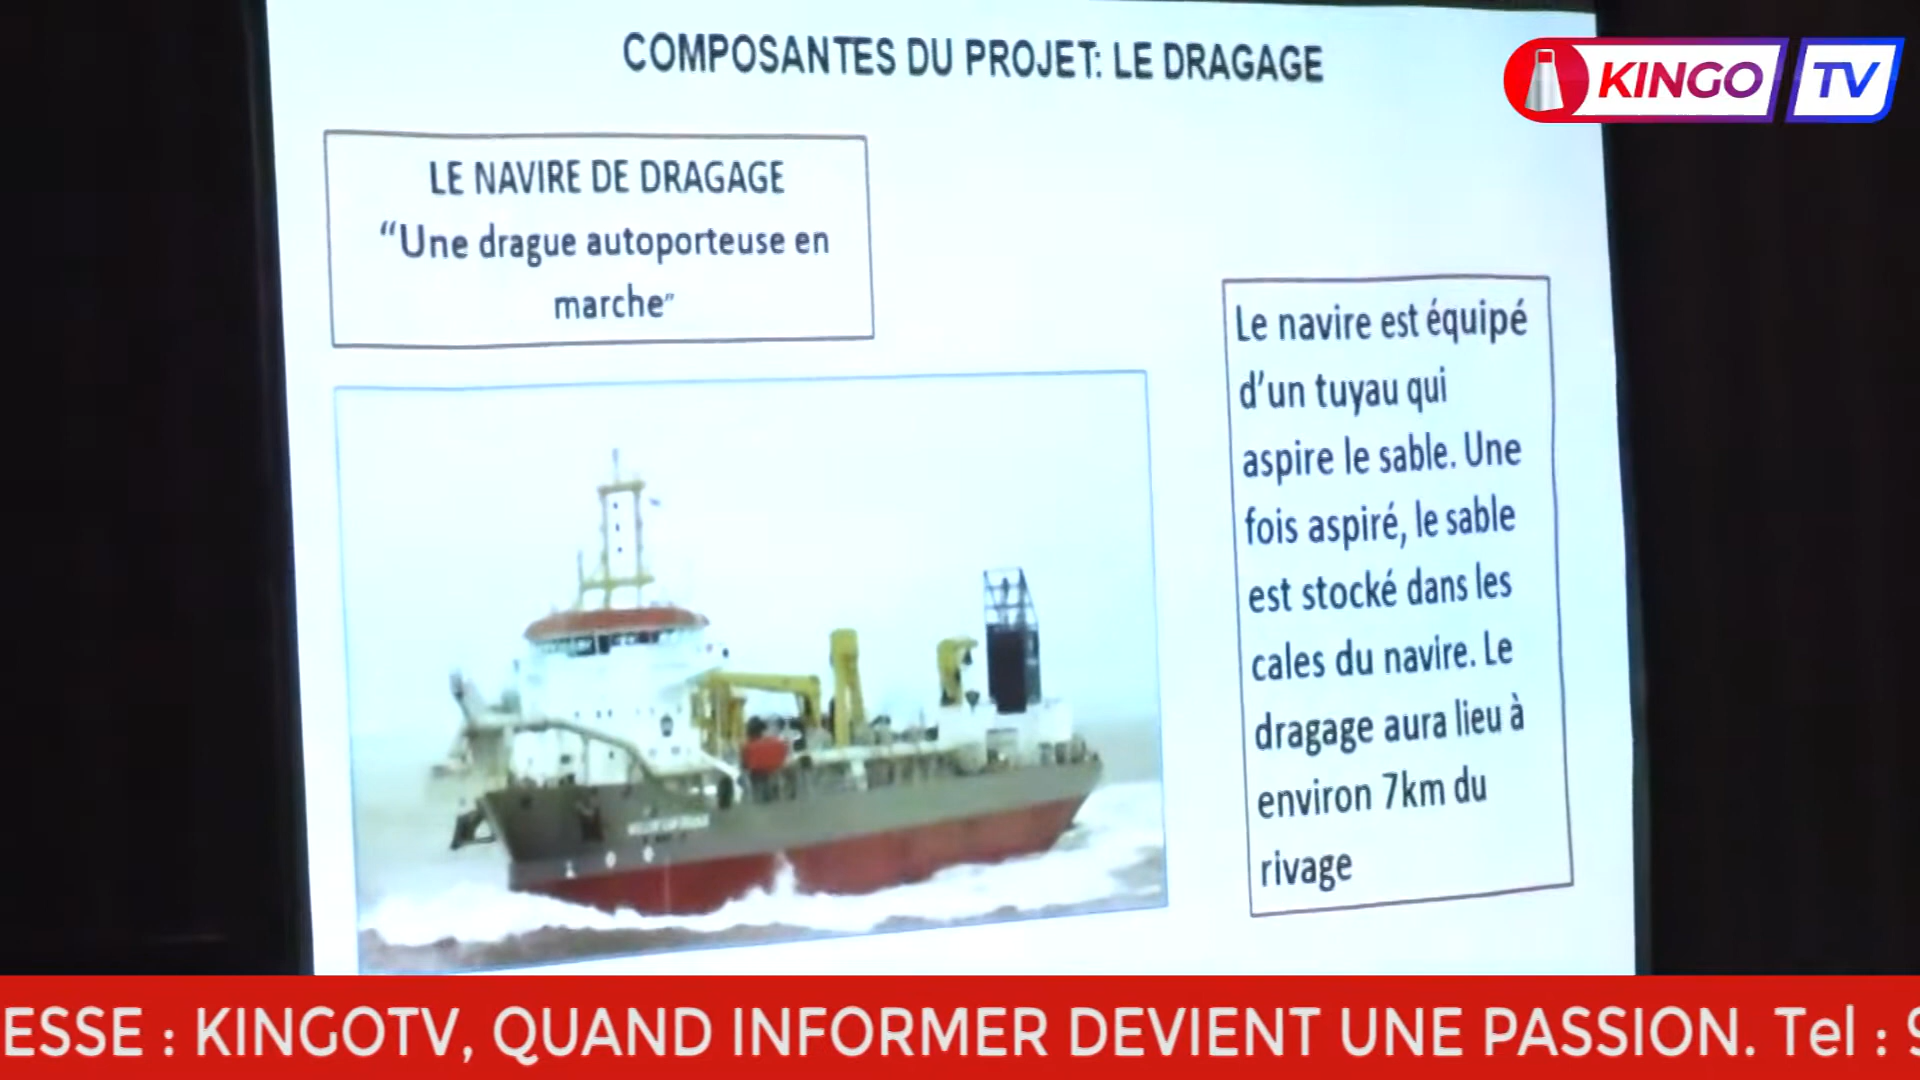 COMPOSANTES DU PROJET: LE DRAGAGE
KINGO TV
LE NAVIRE DE DRAGAGE
“Une drague autoporteuse en
marche”
Le navire est équipé
d’un tuyau qui
aspire le sable. Une
fois aspiré, le sable
est stocké dans les
cales du navire. Le
dragage aura lieu à
environ 7km du
rivage
ESSE : KINGOTV, QUAND INFORMER DEVIENT UNE PASSION. Tel : 9